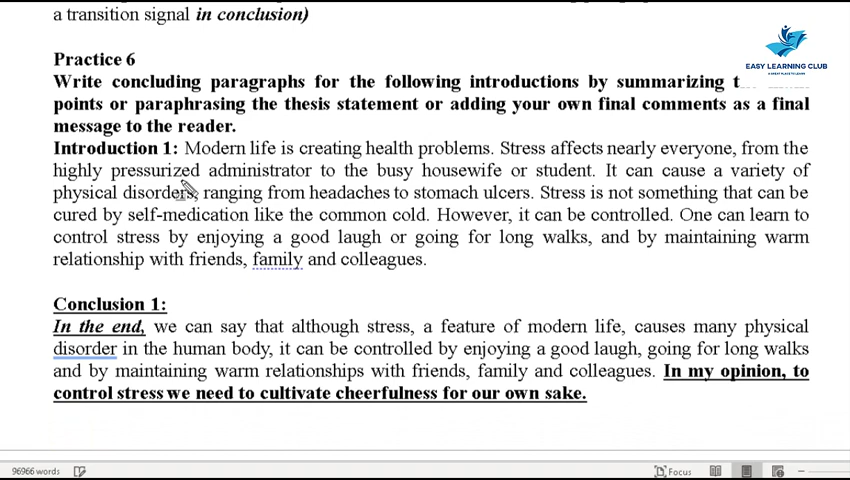 a transition signal in conclusion)
EASY LEARNING CLUB
A GREAT PLACE TO LEARN
Practice 6
Write concluding paragraphs for the following introductions by summarizing
points or paraphrasing the thesis statement or adding your own final comments as a final
message to the reader.
Introduction 1: Modern life is creating health problems. Stress affects nearly everyone, from the
highly pressurized administrator to the busy housewife or student. It can cause a variety of
physical disorders, ranging from headaches to stomach ulcers. Stress is not something that can be
cured by self-medication like the common cold. However, it can be controlled. One can learn to
control stress by enjoying a good laugh or going for long walks, and by maintaining warm
relationship with friends, family and colleagues.
Conclusion 1:
In the end, we can say that although stress, a feature of modern life, causes many physical
disorder in the human body, it can be controlled by enjoying a good laugh, going for long walks
and by maintaining warm relationships with friends, family and colleagues. In my opinion, to
control stress we need to cultivate cheerfulness for our own sake.
96966 words
Focus